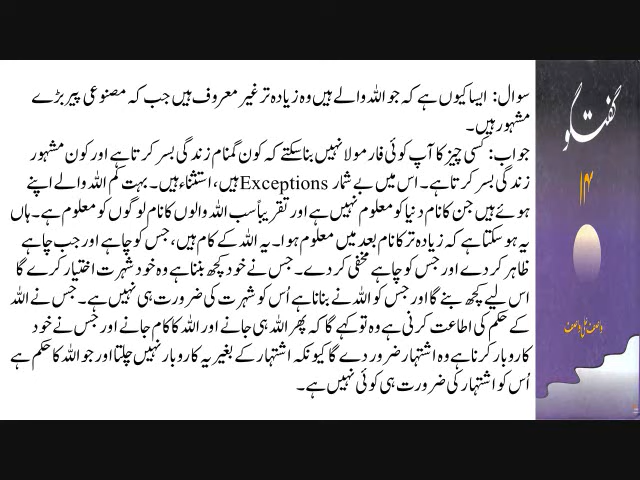 سوال: ایسا کیوں ہے کہ جو اللہ والے ہیں وہ زیادہ تر غیر معروف ہیں جب کہ مصنوعی پیر بڑے
مشہور ہیں۔
جواب: کسی چیز کا آپ کوئی فارمولا نہیں بنا سکتے کہ کون گمنام زندگی بسر کرتا ہے اور کون مشہور
زندگی بسر کرتا ہے۔ اس میں بے شمار Exceptions ہیں، استثناء ہیں۔ بہت کم اللہ والے ایسے
ہوئے ہیں جن کا نام دنیا کو معلوم نہیں ہے اور تقریباً سب اللہ والوں کا نام لوگوں کو معلوم ہے۔ ہاں
یہ ہو سکتا ہے کہ زیادہ تر کا نام بعد میں معلوم ہوا۔ یہ اللہ کے کام ہیں، جس کو چاہے اور جب چاہے
ظاہر کر دے اور جس کو چاہے مخفی کر دے۔ جس نے خود کچھ بننا ہے وہ خود شہرت اختیار کرے گا
اس لیے کچھ بنے گا اور جس کو اللہ نے بنانا ہے اُس کو شہرت کی ضرورت ہی نہیں ہے۔ جس نے اللہ
کے حکم کی اطاعت کرنی ہے وہ تو کہے گا کہ پھر اللہ ہی جانے اور اللہ کا کام جانے اور جس نے خود
کاروبار کرنا ہے وہ اشتہار ضرور دے گا کیونکہ اشتہار کے بغیر یہ کاروبار نہیں چلتا اور جو اللہ کا حکم ہے
اُس کو اشتہار کی ضرورت ہی کوئی نہیں ہے۔
گفتگو
۱۴
واصف علی واصف